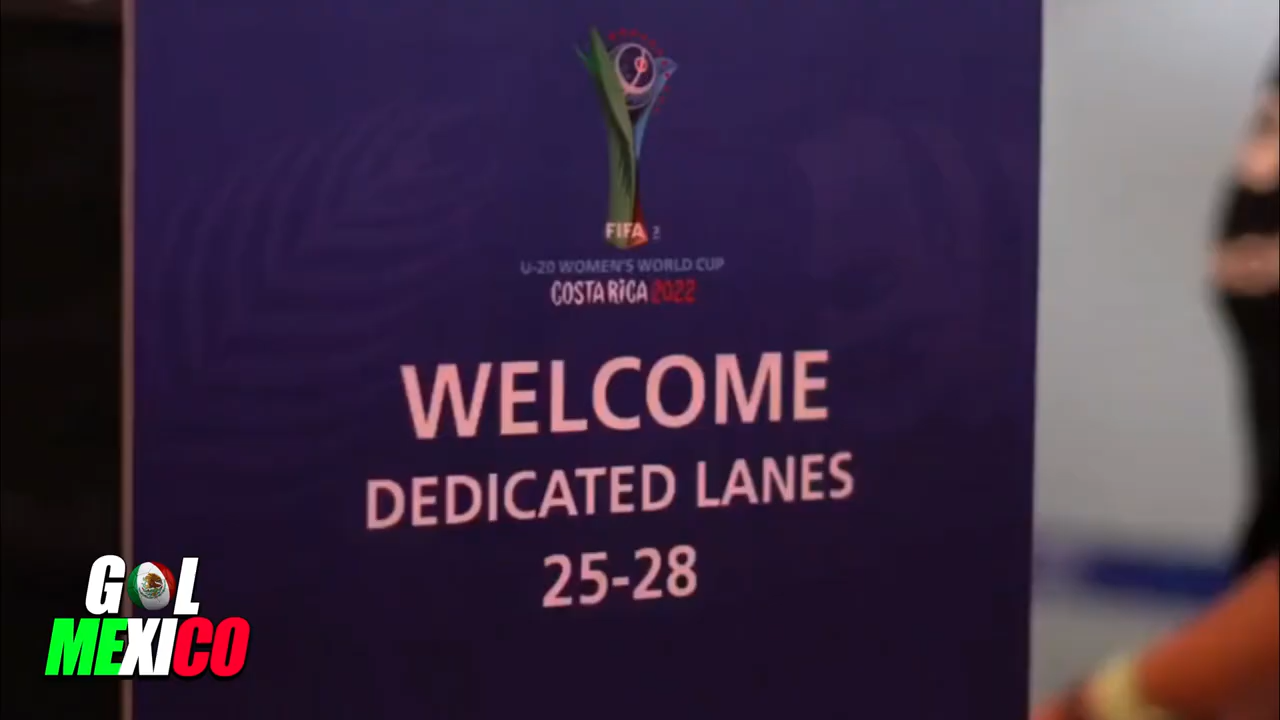 FIFA
U-20 WOMEN'S WORLD CUP
COSTA RICA 2022
WELCOME
DEDICATED LANES
25-28
GOL
MEXICO